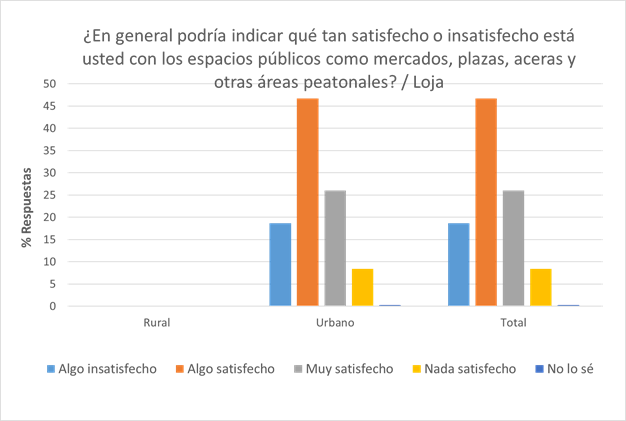 ¿En general podría indicar qué tan satisfecho o insatisfecho está
usted con los espacios públicos como mercados, plazas, aceras y
otras áreas peatonales? / Loja
50
45
40
35
30
25
20
15
10
5
0
% Respuestas
Rural Urbano Total
Algo insatisfecho Algo satisfecho Muy satisfecho Nada satisfecho No lo sé